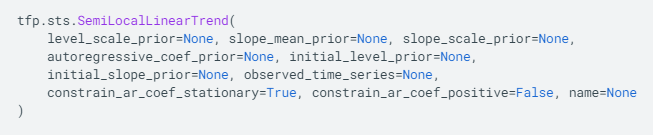 tfp.sts.SemiLocalLinearTrend(
    level_scale_prior=None, slope_mean_prior=None, slope_scale_prior=None,
    autoregressive_coef_prior=None, initial_level_prior=None,
    initial_slope_prior=None, observed_time_series=None,
    constrain_ar_coef_stationary=True, constrain_ar_coef_positive=False, name=None
)